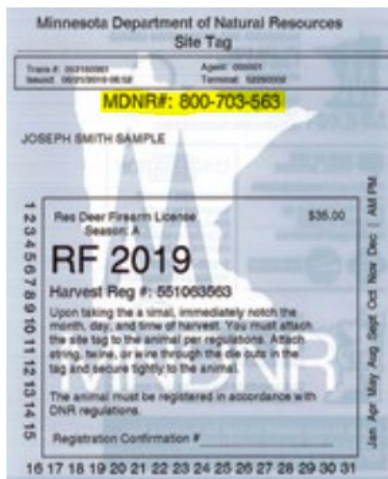 Minnesota Department of Natural Resources
Site Tag
Trans #:
Agent: 000001
Issued:
Terminal:
MDNR#: 800-703-563
JOSEPH SMITH SAMPLE
Res Deer Firearm License $35.00
Season: A
RF 2019
Harvest Reg #: 551063563
Upon taking the animal, immediately notch the
month, day, and time of harvest. You must attach
the site tag to the animal per regulations. Attach
string, twine, or wire through the die cuts in the
tag and secure tightly to the animal.
The animal must be registered in accordance with
DNR regulations.
Registration Confirmation #
MNDNR
1 2 3 4 5 6 7 8 9 10 11 12 13 14 15
16 17 18 19 20 21 22 23 24 25 26 27 28 29 30 31
Jan Apr May Aug Sept Oct Nov Dec | AM PM